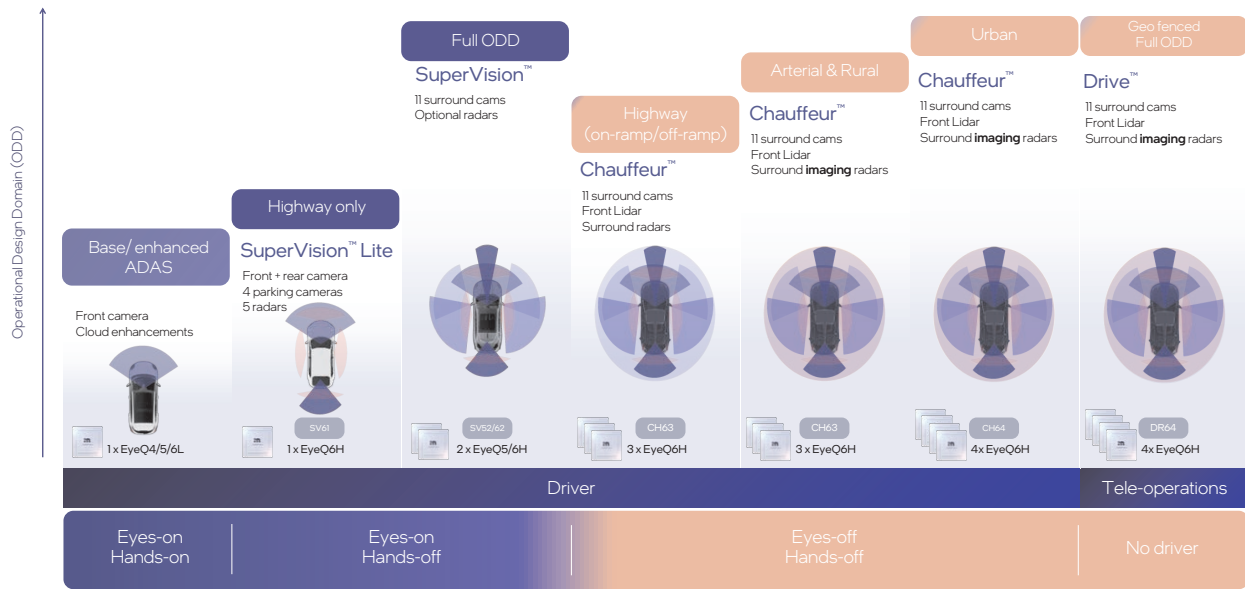 Operational Design Domain (ODD)
Base/ enhanced
ADAS
Front camera
Cloud enhancements
1 x EyeQ4/5/6L
Highway only
SuperVision™ Lite
Front + rear camera
4 parking cameras
5 radars
SV61
1 x EyeQ6H
Full ODD
SuperVision™
11 surround cams
Optional radars
SV52/62
2 x EyeQ5/6H
Highway
(on-ramp/off-ramp)
Chauffeur™
11 surround cams
Front Lidar
Surround radars
CH63
3 x EyeQ6H
Arterial & Rural
Chauffeur™
11 surround cams
Front Lidar
Surround imaging radars
CH63
3 x EyeQ6H
Urban
Chauffeur™
11 surround cams
Front Lidar
Surround imaging radars
CH64
4x EyeQ6H
Geo fenced
Full ODD
Drive™
11 surround cams
Front Lidar
Surround imaging radars
DR64
4x EyeQ6H
Driver
Tele-operations
Eyes-on
Hands-on
Eyes-on
Hands-off
Eyes-off
Hands-off
No driver